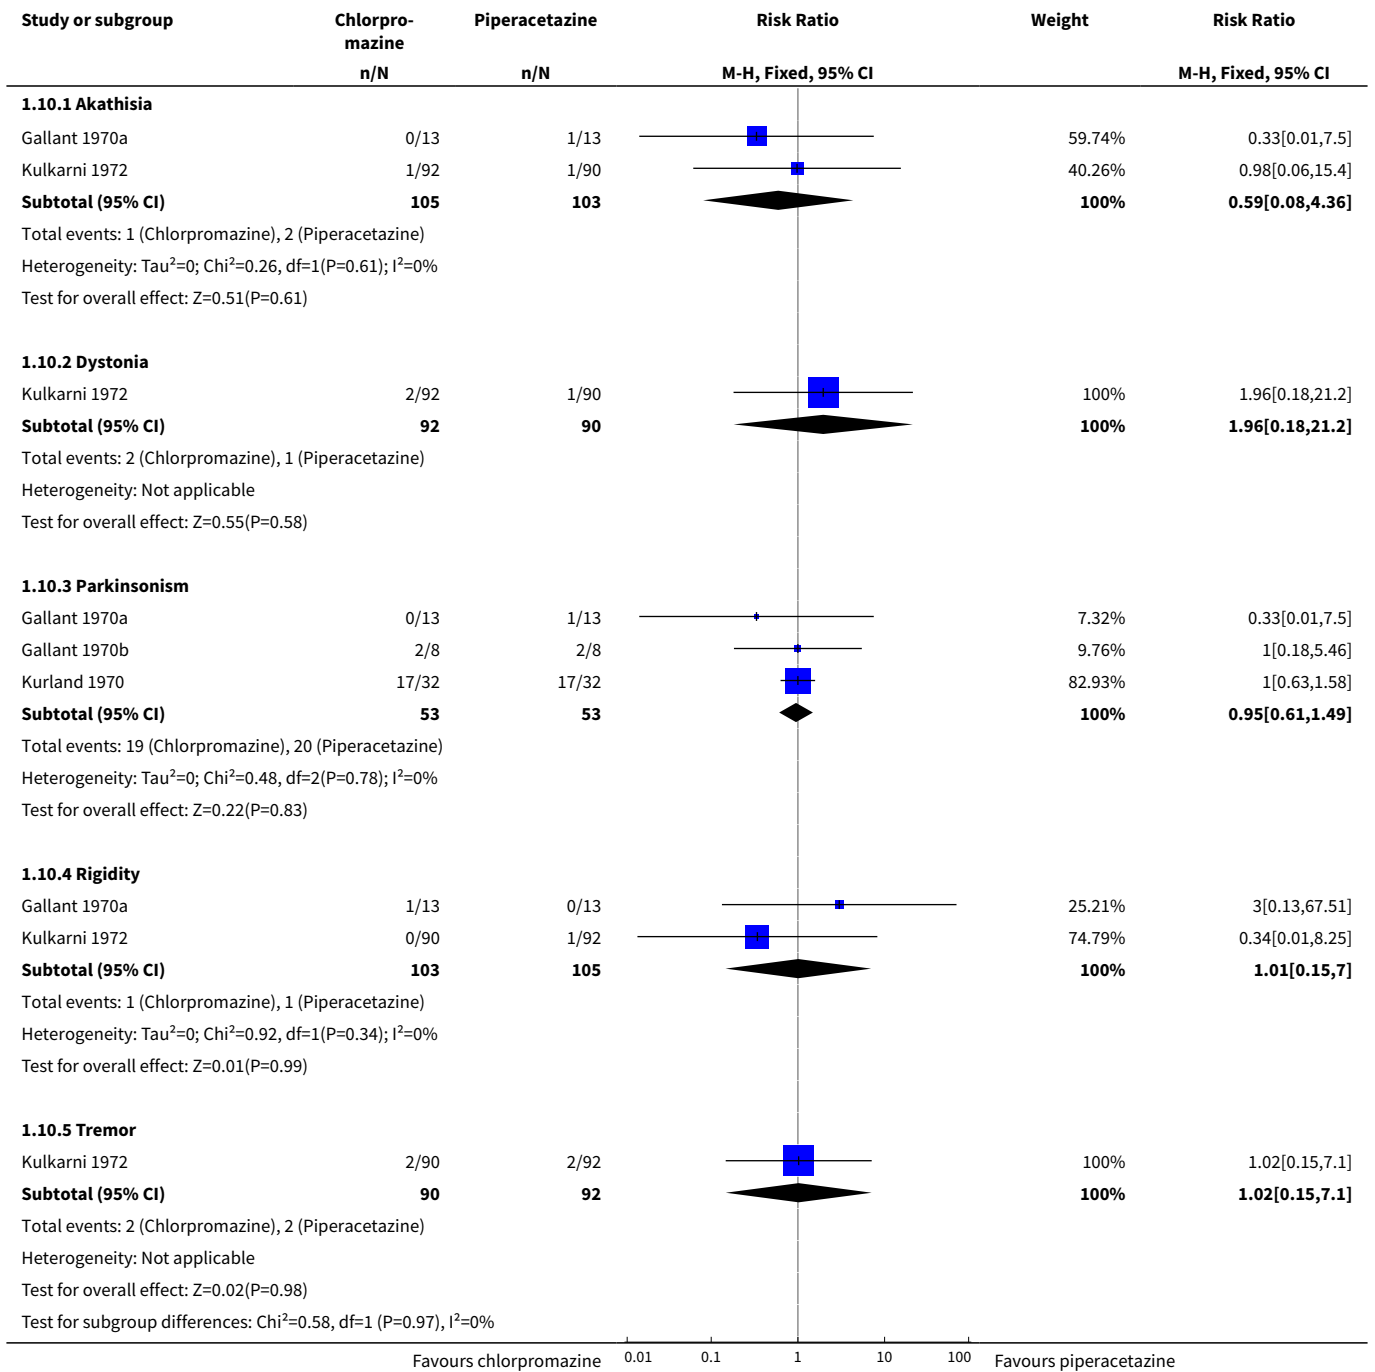 Study or subgroup Chlorpro- Piperacetazine Risk Ratio Weight Risk Ratio
mazine
n/N n/N M-H, Fixed, 95% CI M-H, Fixed, 95% CI
1.10.1 Akathisia
Gallant 1970a 0/13 1/13 59.74% 0.33[0.01,7.5]
Kulkarni 1972 1/92 1/90 40.26% 0.98[0.06,15.4]
Subtotal (95% CI) 105 103 100% 0.59[0.08,4.36]
Total events: 1 (Chlorpromazine), 2 (Piperacetazine)
Heterogeneity: Tau²=0; Chi²=0.26, df=1(P=0.61); I²=0%
Test for overall effect: Z=0.51(P=0.61)
1.10.2 Dystonia
Kulkarni 1972 2/92 1/90 100% 1.96[0.18,21.2]
Subtotal (95% CI) 92 90 100% 1.96[0.18,21.2]
Total events: 2 (Chlorpromazine), 1 (Piperacetazine)
Heterogeneity: Not applicable
Test for overall effect: Z=0.55(P=0.58)
1.10.3 Parkinsonism
Gallant 1970a 0/13 1/13 7.32% 0.33[0.01,7.5]
Gallant 1970b 2/8 2/8 9.76% 1[0.18,5.46]
Kurland 1970 17/32 17/32 82.93% 1[0.63,1.58]
Subtotal (95% CI) 53 53 100% 0.95[0.61,1.49]
Total events: 19 (Chlorpromazine), 20 (Piperacetazine)
Heterogeneity: Tau²=0; Chi²=0.48, df=2(P=0.78); I²=0%
Test for overall effect: Z=0.22(P=0.83)
1.10.4 Rigidity
Gallant 1970a 1/13 0/13 25.21% 3[0.13,67.51]
Kulkarni 1972 0/90 1/92 74.79% 0.34[0.01,8.25]
Subtotal (95% CI) 103 105 100% 1.01[0.15,7]
Total events: 1 (Chlorpromazine), 1 (Piperacetazine)
Heterogeneity: Tau²=0; Chi²=0.92, df=1(P=0.34); I²=0%
Test for overall effect: Z=0.01(P=0.99)
1.10.5 Tremor
Kulkarni 1972 2/90 2/92 100% 1.02[0.15,7.1]
Subtotal (95% CI) 90 92 100% 1.02[0.15,7.1]
Total events: 2 (Chlorpromazine), 2 (Piperacetazine)
Heterogeneity: Not applicable
Test for overall effect: Z=0.02(P=0.98)
Test for subgroup differences: Chi²=0.58, df=1 (P=0.97), I²=0%
Favours chlorpromazine 0.01 0.1 1 10 100 Favours piperacetazine